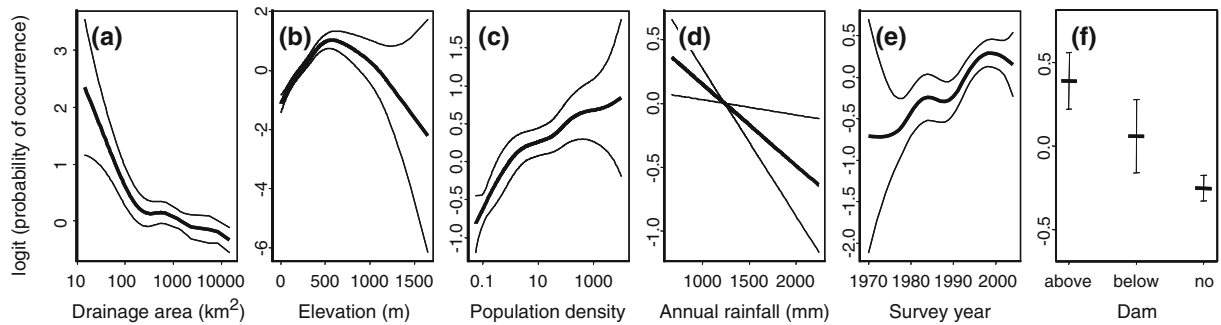 logit (probability of occurrence)
(a)
3
2
1
0
10 100 1000 10000
Drainage area (km²)
(b)
2
0
-2
-4
-6
0 500 1000 1500
Elevation (m)
(c)
1.5
1.0
0.5
0.0
-0.5
-1.0
0.1 10 1000
Population density
(d)
0.5
0.0
-0.5
-1.0
1000 1500 2000
Annual rainfall (mm)
(e)
0.5
0.0
-0.5
-1.0
-1.5
-2.0
1970 1980 1990 2000
Survey year
(f)
0.5
0.0
-0.5
above below no
Dam